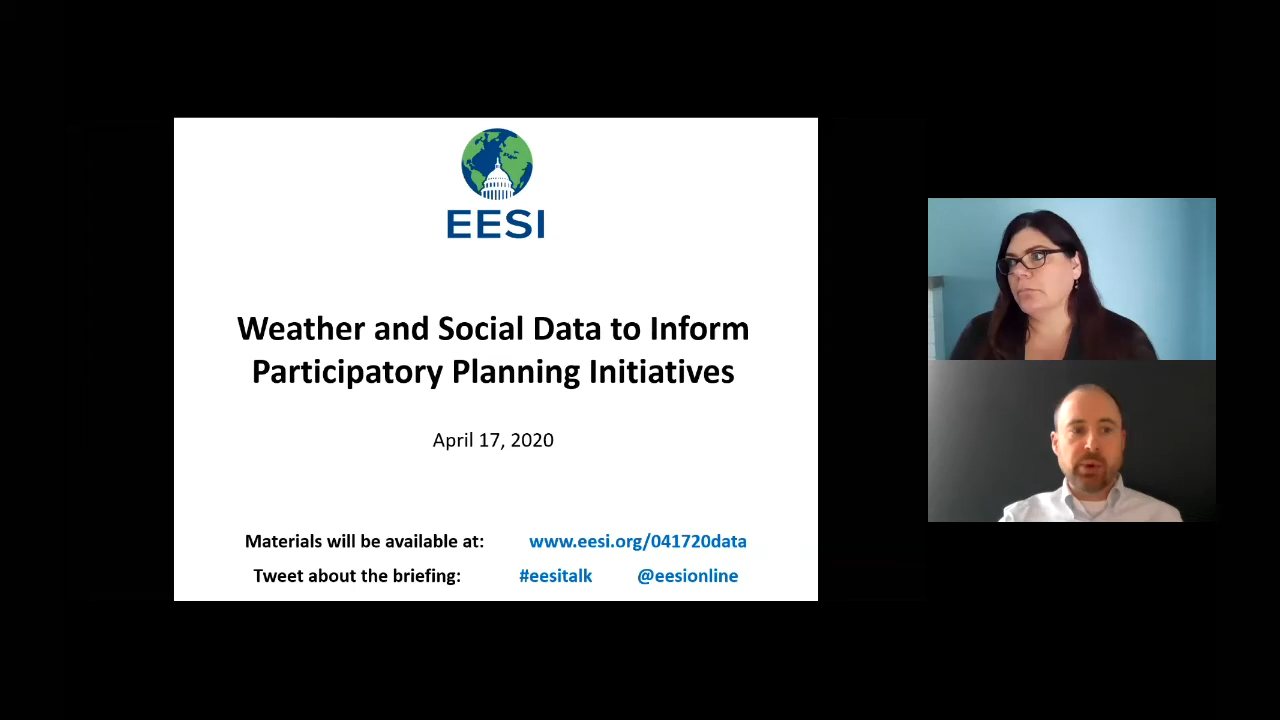 EESI
Weather and Social Data to Inform
Participatory Planning Initiatives
April 17, 2020
Materials will be available at: www.eesi.org/041720data
Tweet about the briefing: #eesitalk @eesionline